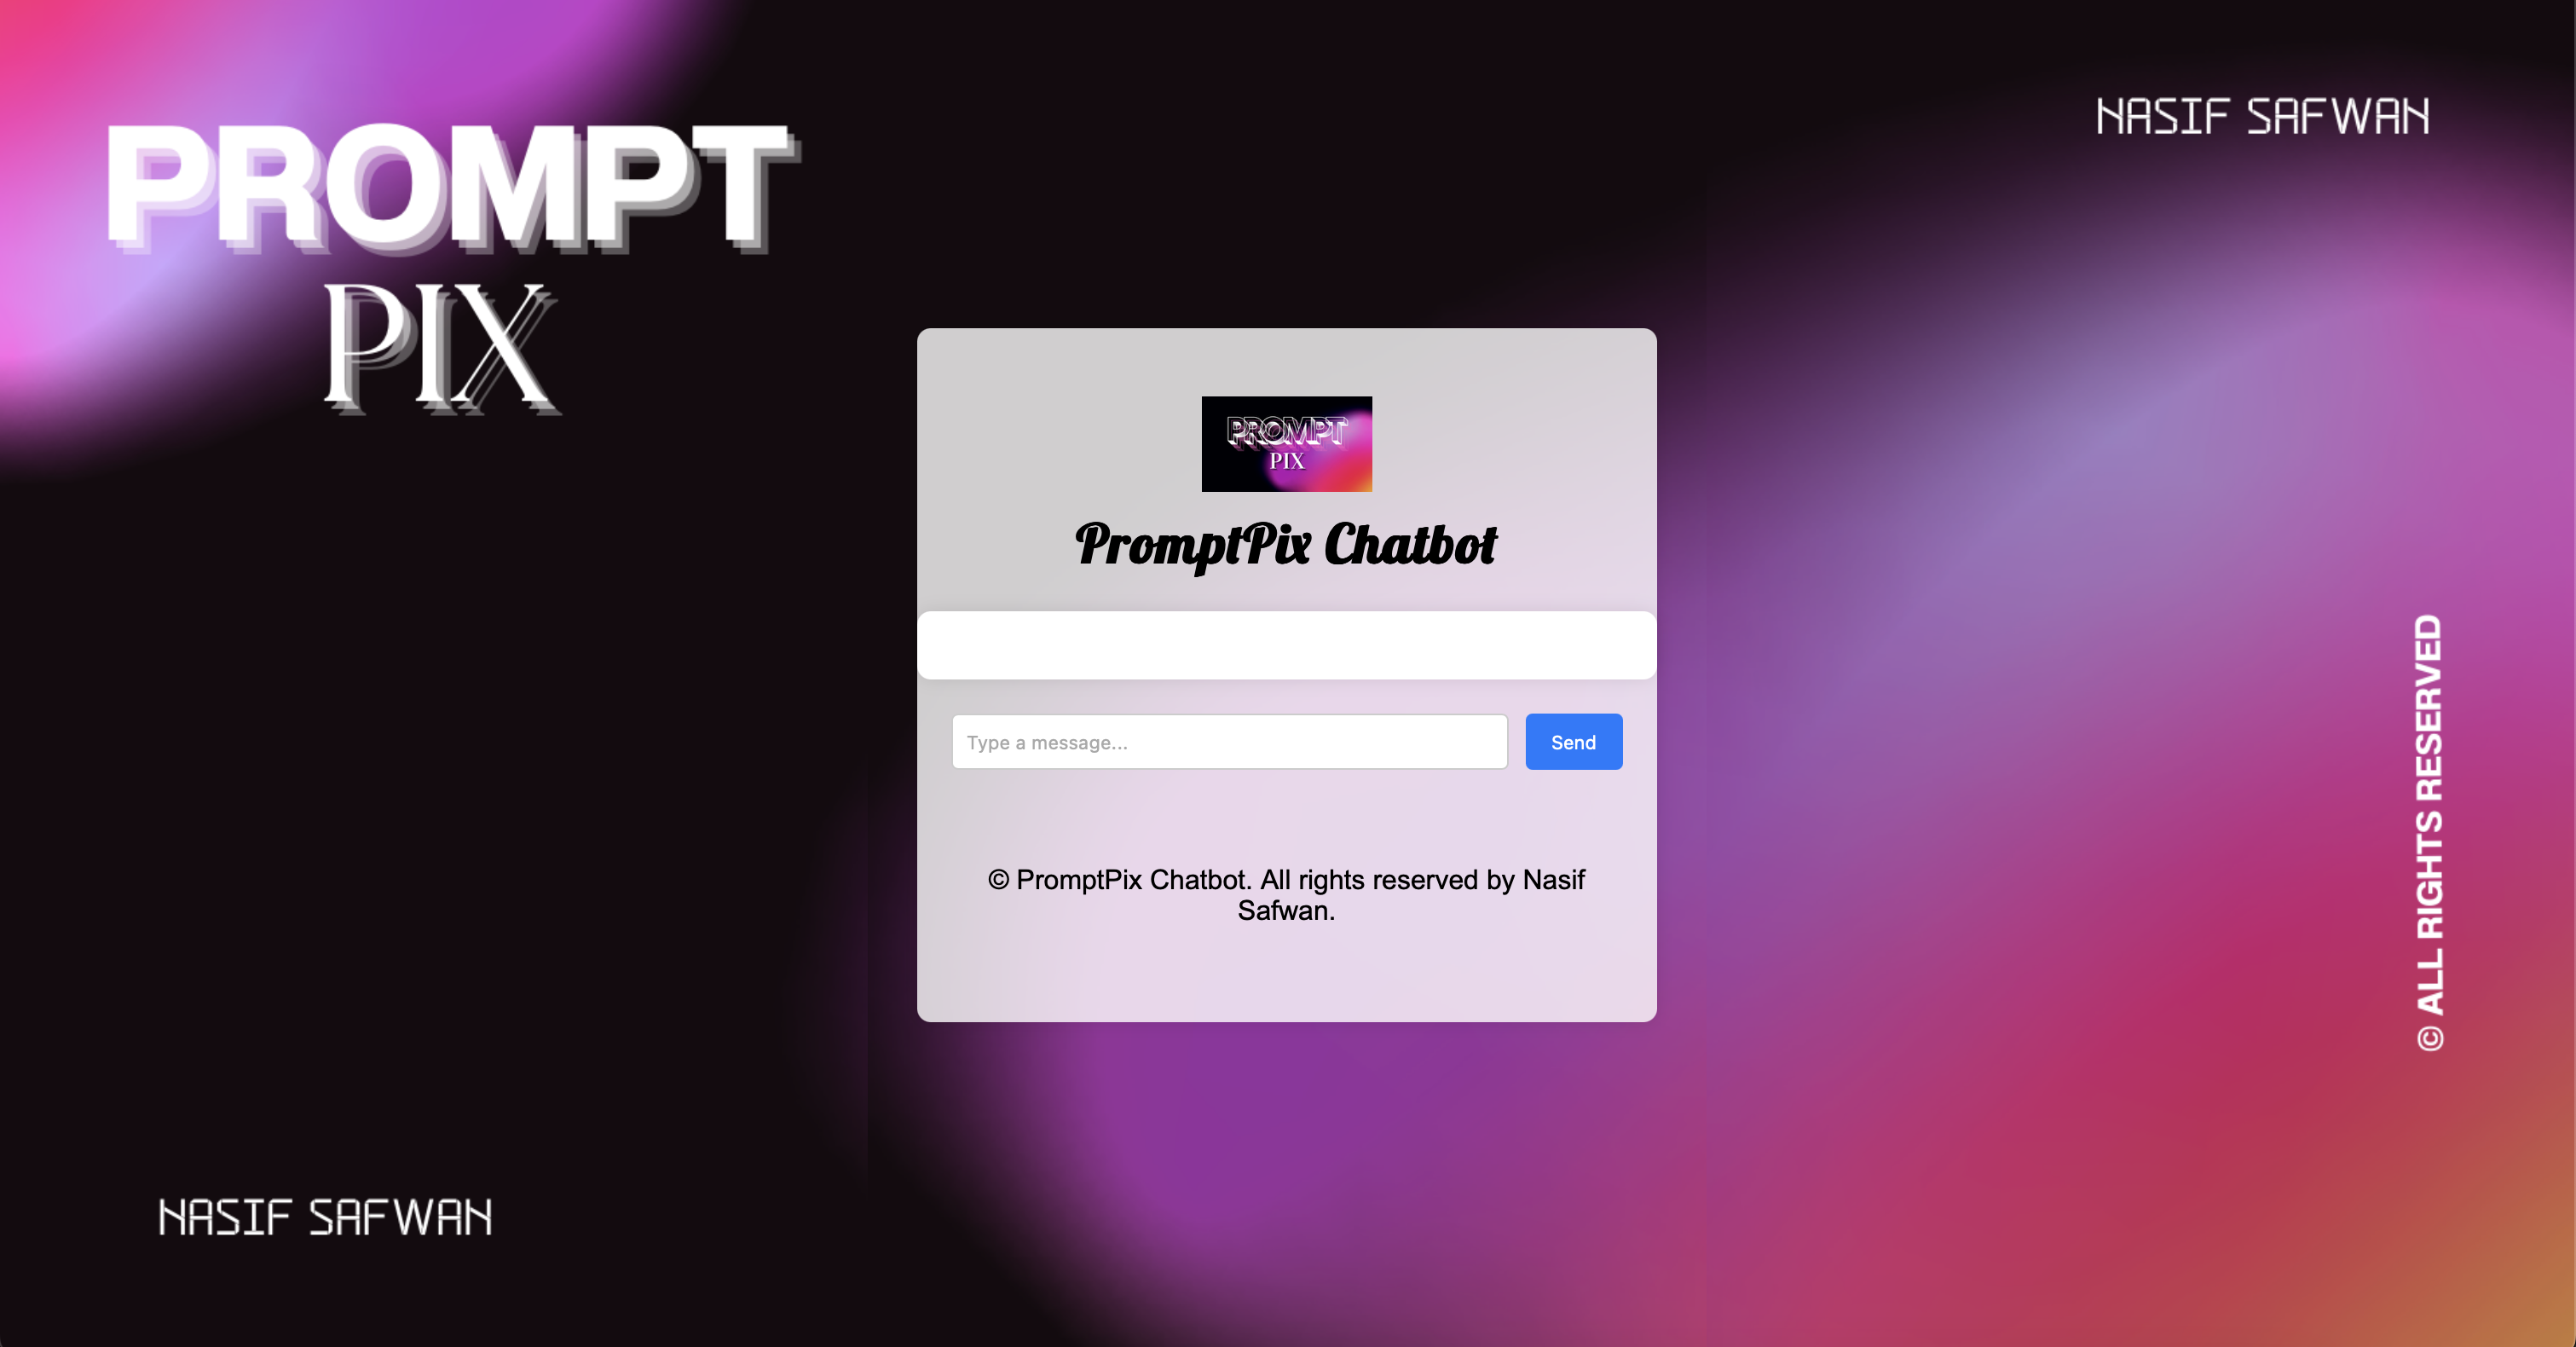 PROMPT
PIX
NASIF SAFWAN
PROMPT
PIX
PromptPix Chatbot
Type a message...
Send
© PromptPix Chatbot. All rights reserved by Nasif
Safwan.
© ALL RIGHTS RESERVED
NASIF SAFWAN